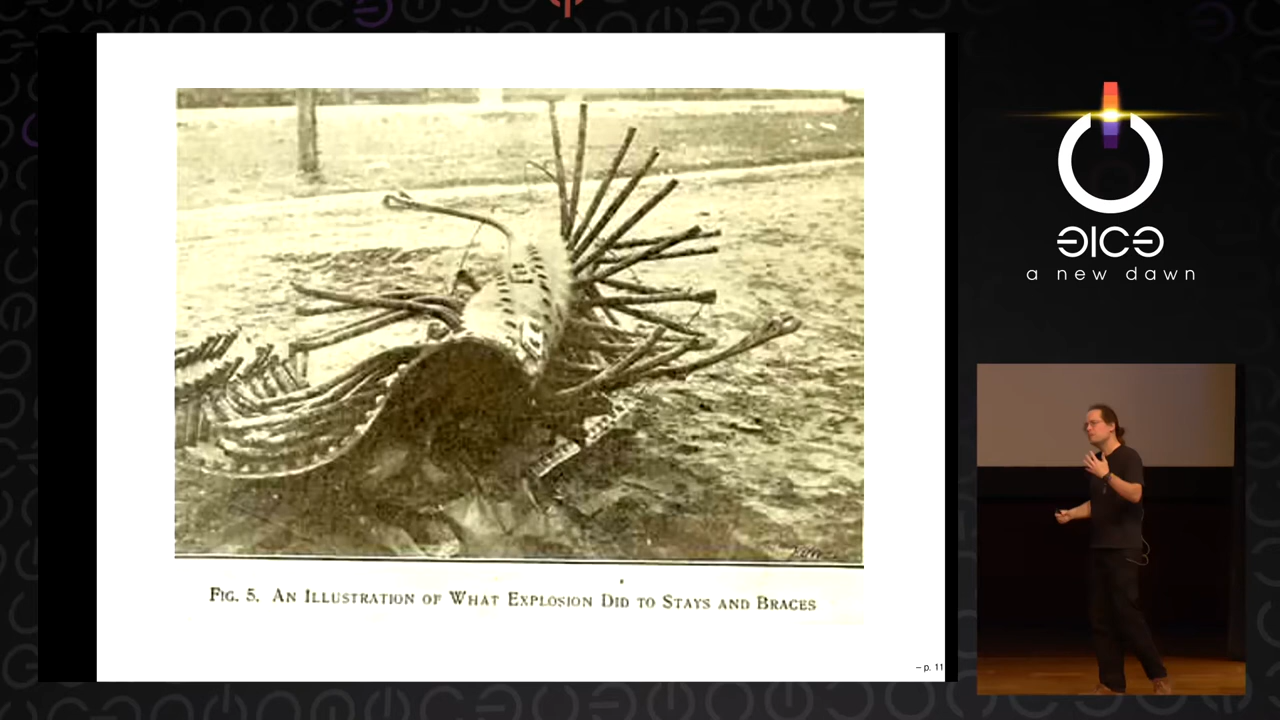 FIG. 5. AN ILLUSTRATION OF WHAT EXPLOSION DID TO STAYS AND BRACES
– p. 11
a new dawn